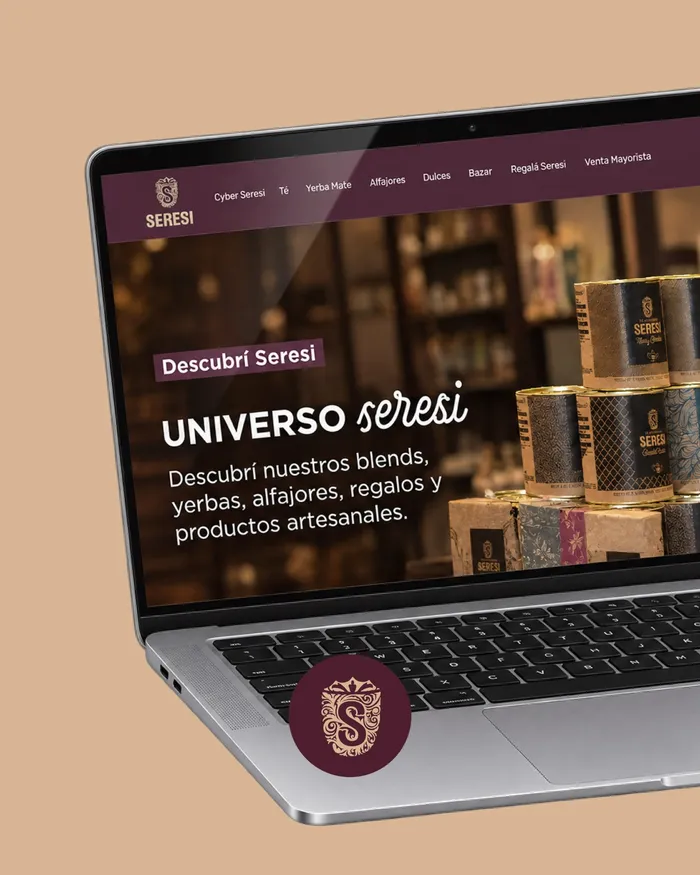 SERESI
Cyber Seresi Té Yerba Mate Alfajores Dulces Bazar Regalá Seresi Venta Mayorista
Descubrí Seresi
UNIVERSO seresi
Descubrí nuestros blends,
yerbas, alfajores, regalos y
productos artesanales.
SERESI
SERESI
SERESI
S